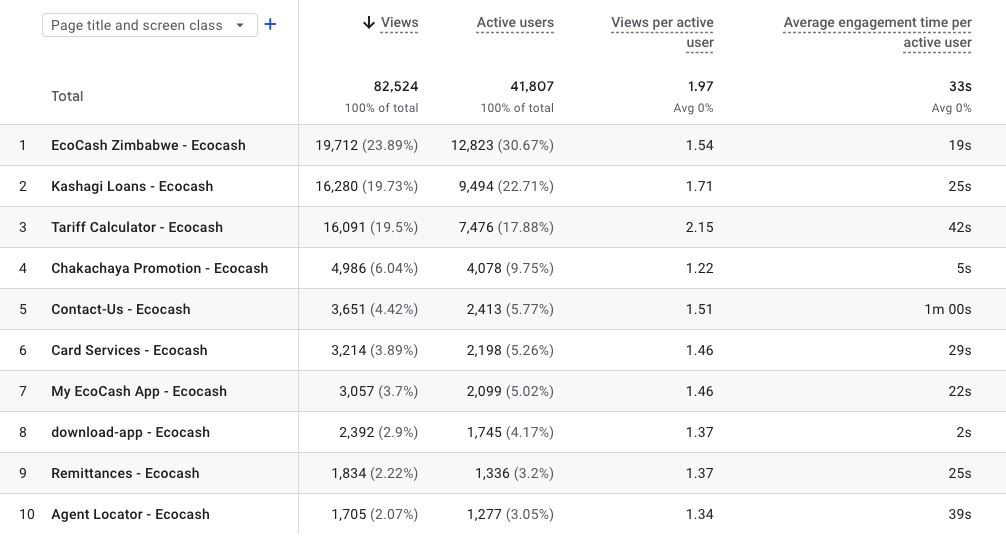 Page title and screen class
Views Active users Views per active user Average engagement time per active user
Total 82,524 41,807 1.97 33s
100% of total 100% of total Avg 0% Avg 0%
1 EcoCash Zimbabwe - Ecocash 19,712 (23.89%) 12,823 (30.67%) 1.54 19s
2 Kashagi Loans - Ecocash 16,280 (19.73%) 9,494 (22.71%) 1.71 25s
3 Tariff Calculator - Ecocash 16,091 (19.5%) 7,476 (17.88%) 2.15 42s
4 Chakachaya Promotion - Ecocash 4,986 (6.04%) 4,078 (9.75%) 1.22 5s
5 Contact-Us - Ecocash 3,651 (4.42%) 2,413 (5.77%) 1.51 1m 00s
6 Card Services - Ecocash 3,214 (3.89%) 2,198 (5.26%) 1.46 29s
7 My EcoCash App - Ecocash 3,057 (3.7%) 2,099 (5.02%) 1.46 22s
8 download-app - Ecocash 2,392 (2.9%) 1,745 (4.17%) 1.37 2s
9 Remittances - Ecocash 1,834 (2.22%) 1,336 (3.2%) 1.37 25s
10 Agent Locator - Ecocash 1,705 (2.07%) 1,277 (3.05%) 1.34 39s